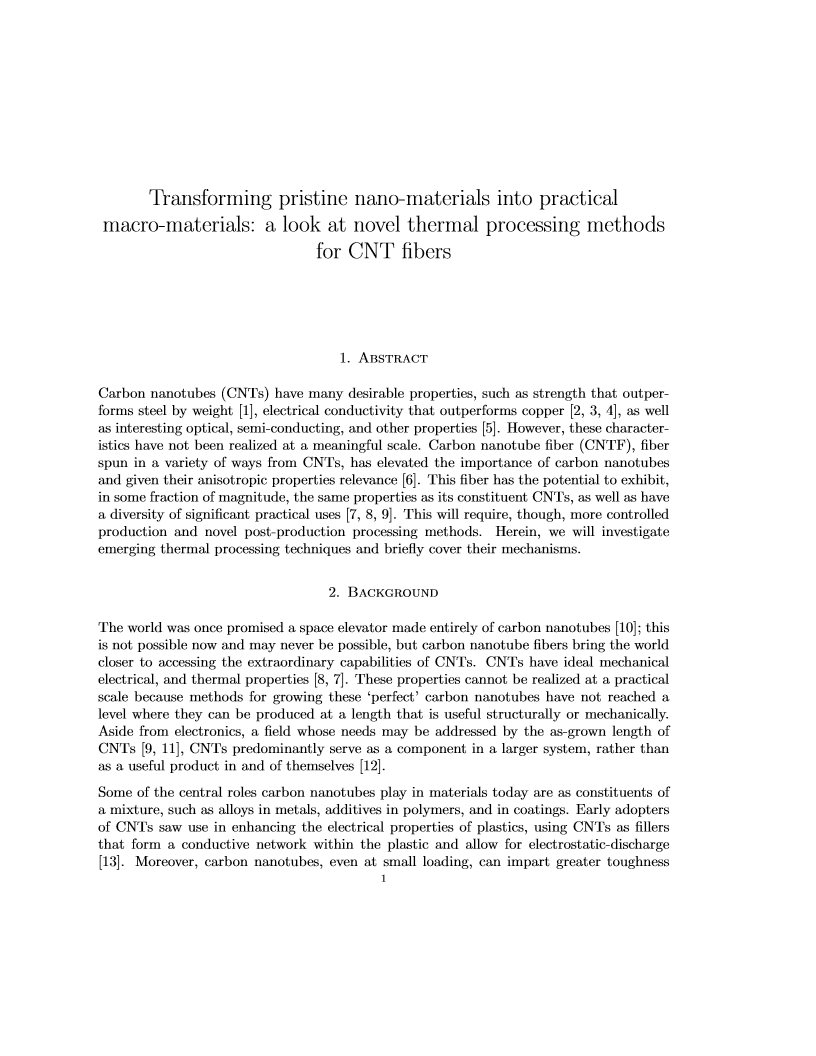 Transforming pristine nano-materials into practical
macro-materials: a look at novel thermal processing methods
for CNT fibers
1. Abstract
Carbon nanotubes (CNTs) have many desirable properties, such as strength that outper-
forms steel by weight [1], electrical conductivity that outperforms copper [2, 3, 4], as well
as interesting optical, semi-conducting, and other properties [5]. However, these character-
istics have not been realized at a meaningful scale. Carbon nanotube fiber (CNTF), fiber
spun in a variety of ways from CNTs, has elevated the importance of carbon nanotubes
and given their anisotropic properties relevance [6]. This fiber has the potential to exhibit,
in some fraction of magnitude, the same properties as its constituent CNTs, as well as have
a diversity of significant practical uses [7, 8, 9]. This will require, though, more controlled
production and novel post-production processing methods. Herein, we will investigate
emerging thermal processing techniques and briefly cover their mechanisms.
2. Background
The world was once promised a space elevator made entirely of carbon nanotubes [10]; this
is not possible now and may never be possible, but carbon nanotube fibers bring the world
closer to accessing the extraordinary capabilities of CNTs. CNTs have ideal mechanical
electrical, and thermal properties [8, 7]. These properties cannot be realized at a practical
scale because methods for growing these ‘perfect’ carbon nanotubes have not reached a
level where they can be produced at a length that is useful structurally or mechanically.
Aside from electronics, a field whose needs may be addressed by the as-grown length of
CNTs [9, 11], CNTs predominantly serve as a component in a larger system, rather than
as a useful product in and of themselves [12].
Some of the central roles carbon nanotubes play in materials today are as constituents of
a mixture, such as alloys in metals, additives in polymers, and in coatings. Early adopters
of CNTs saw use in enhancing the electrical properties of plastics, using CNTs as fillers
that form a conductive network within the plastic and allow for electrostatic-discharge
[13]. Moreover, carbon nanotubes, even at small loading, can impart greater toughness
1